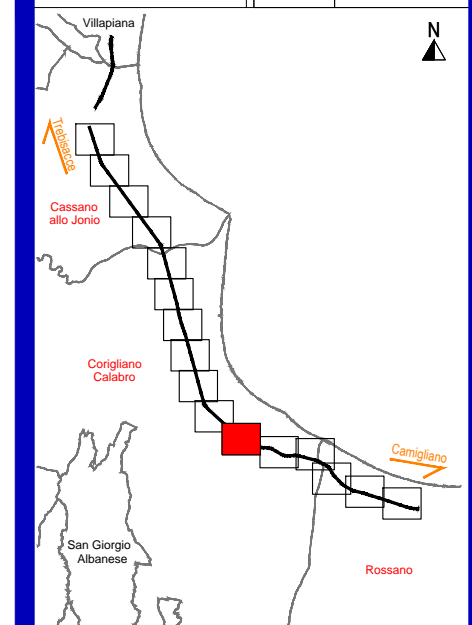 Villapiana
N
Trebisacce
Cassano
allo Jonio
Corigliano
Calabro
Camigliano
San Giorgio
Albanese
Rossano